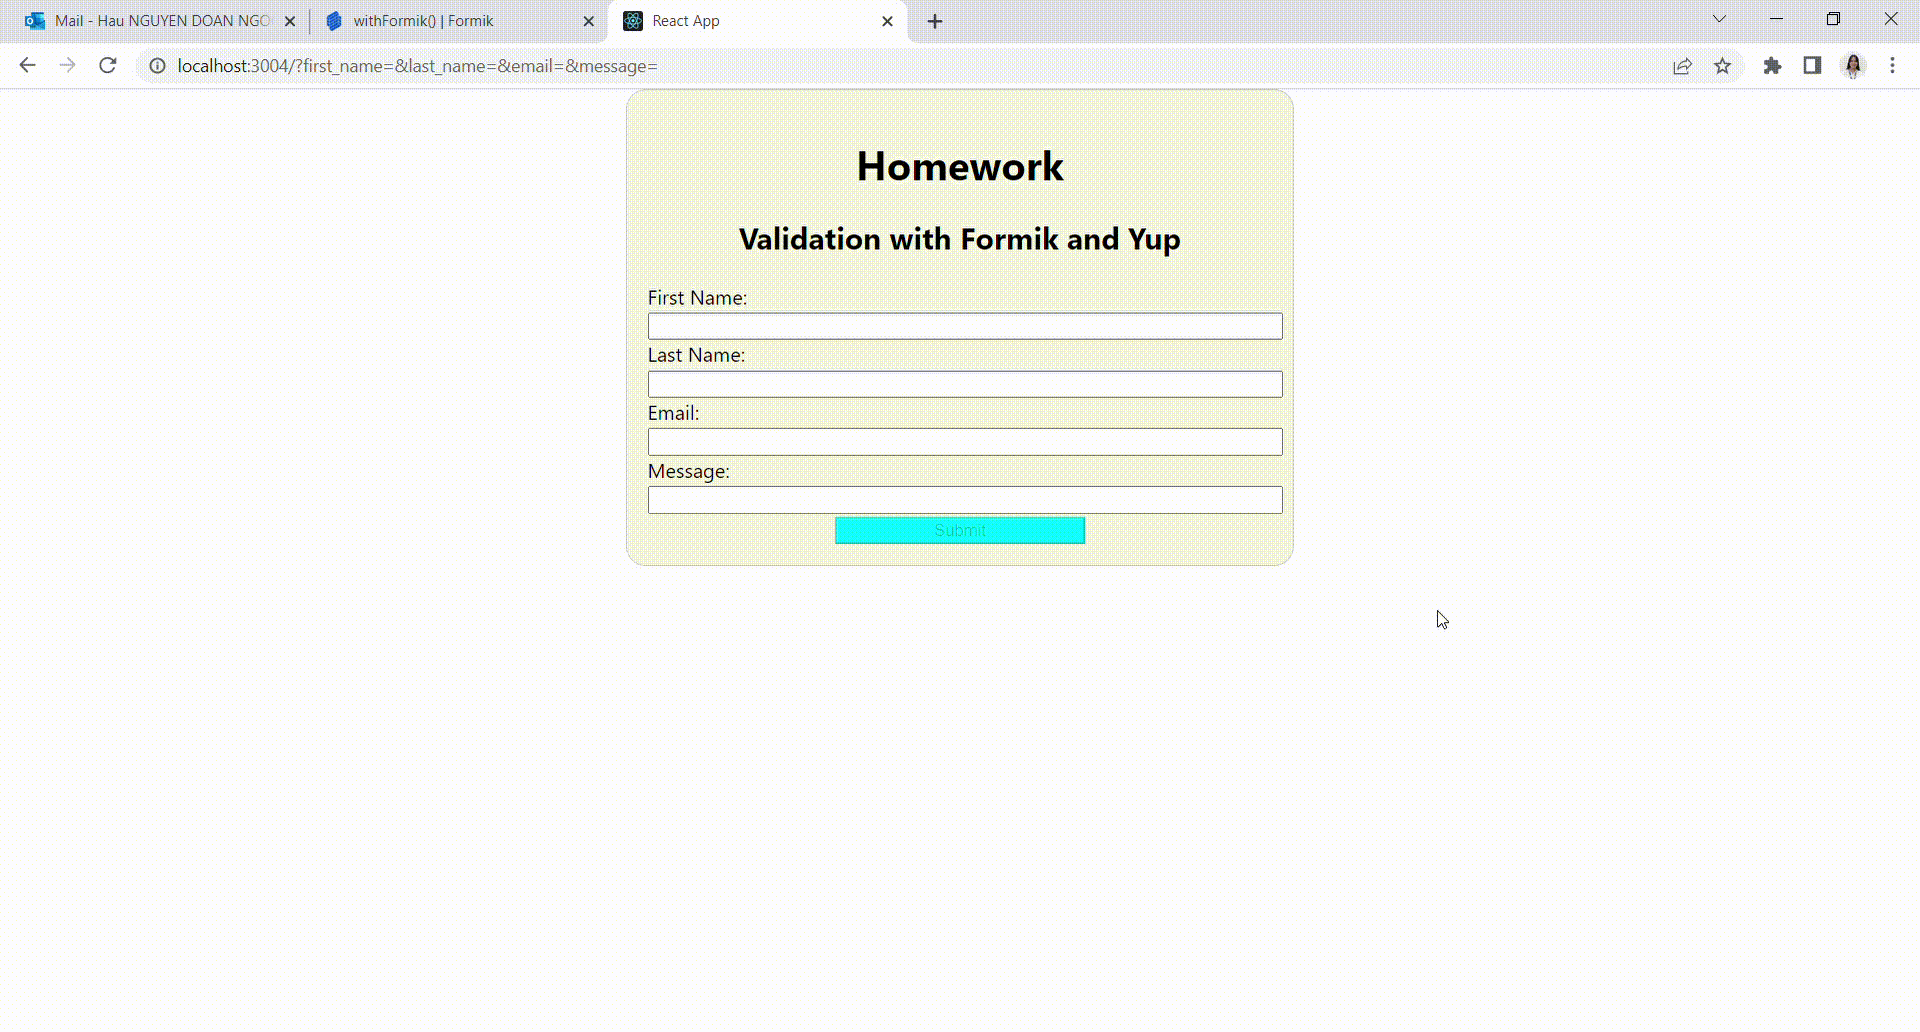 Mail - Hau NGUYEN DOAN NGO
withFormik() | Formik
React App
localhost:3004/?first_name=&last_name=&email=&message=
Homework
Validation with Formik and Yup
First Name:
Last Name:
Email:
Message:
Submit